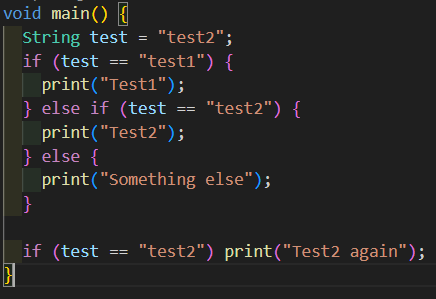 void main() {
  String test = "test2";
  if (test == "test1") {
    print("Test1");
  } else if (test == "test2") {
    print("Test2");
  } else {
    print("Something else");
  }

  if (test == "test2") print("Test2 again");
}